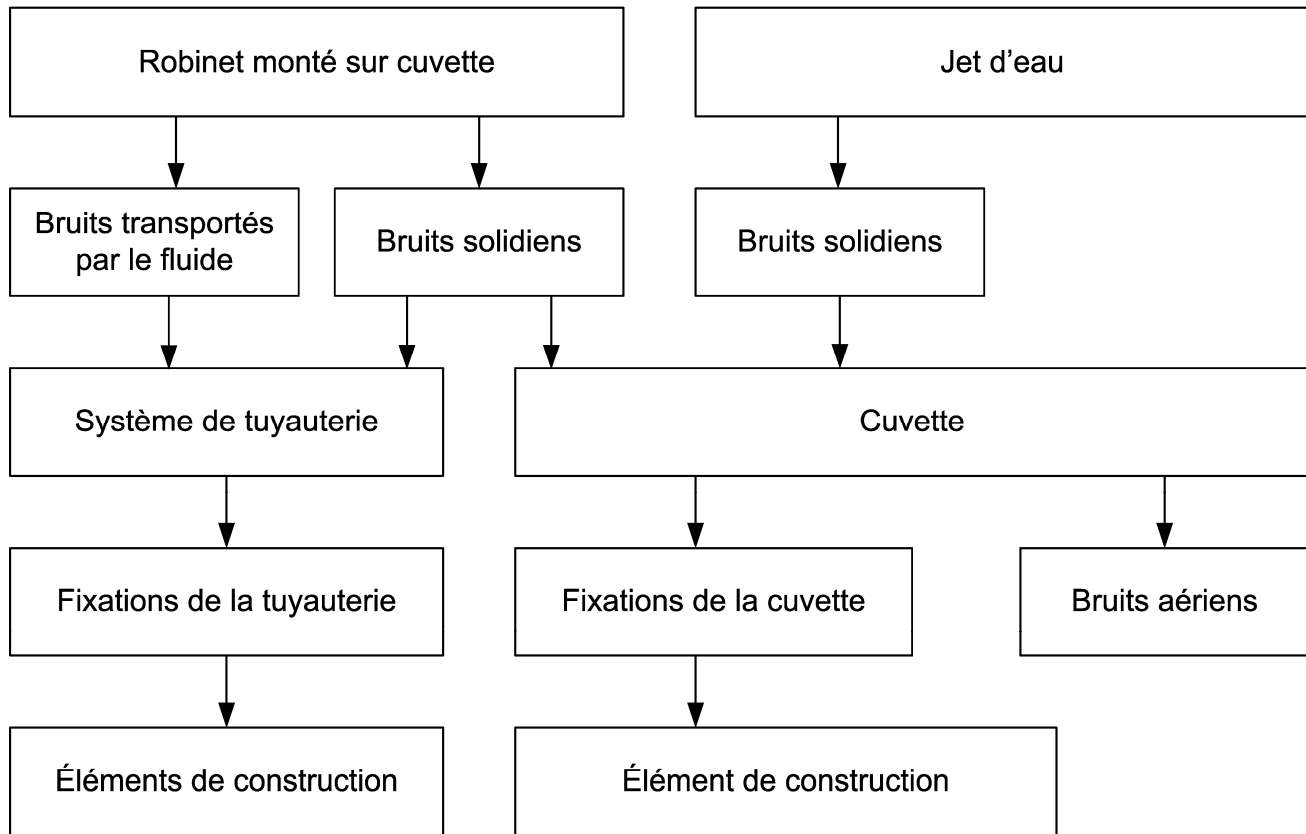 Robinet monté sur cuvette
Jet d’eau
Bruits transportés
par le fluide
Bruits solidiens
Bruits solidiens
Système de tuyauterie
Cuvette
Fixations de la tuyauterie
Fixations de la cuvette
Bruits aériens
Éléments de construction
Élément de construction